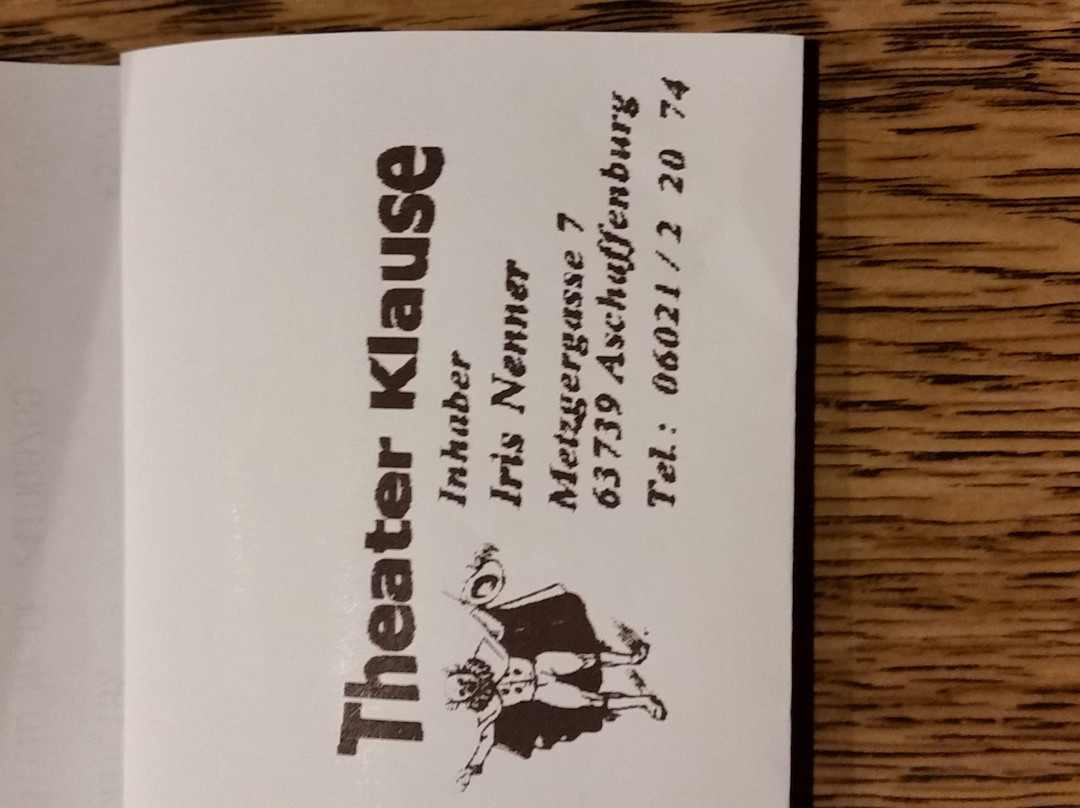 Theater Klause
Inhaber
Iris Nenner
Metzgergasse 7
63739 Aschaffenburg
Tel.: 06021 / 2 20 74